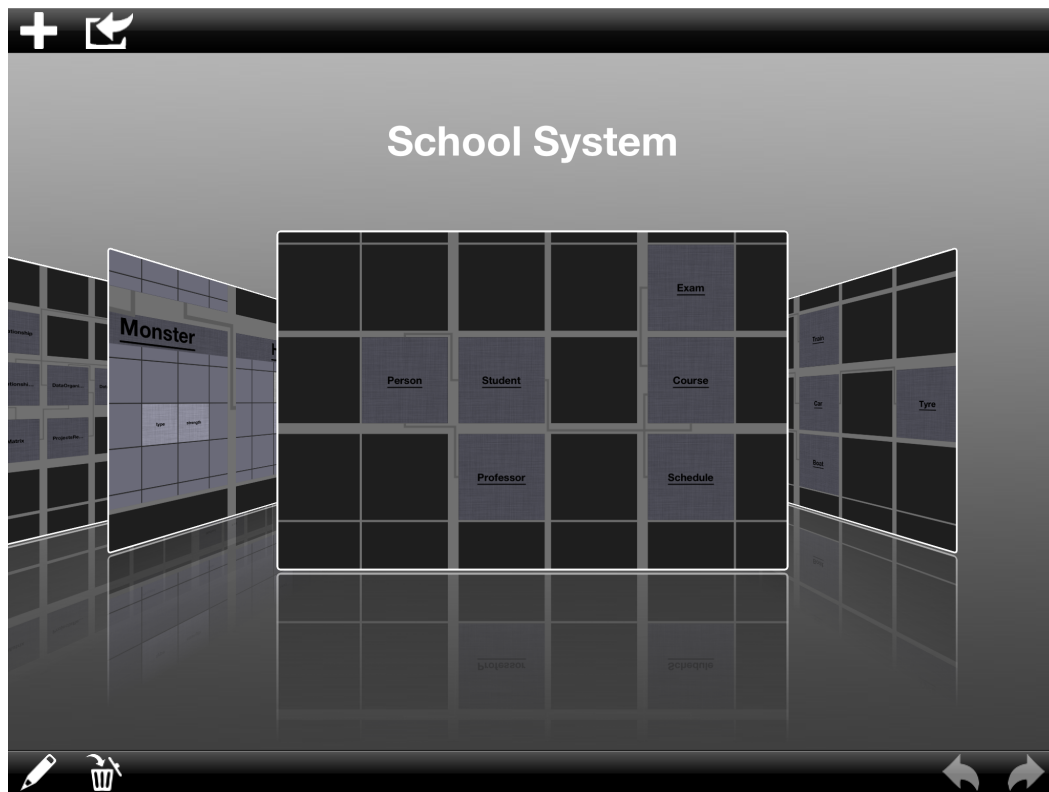 School System
Exam
Person
Student
Course
Professor
Schedule
Monster
type
strength
Train
Car
Boat
Tyre